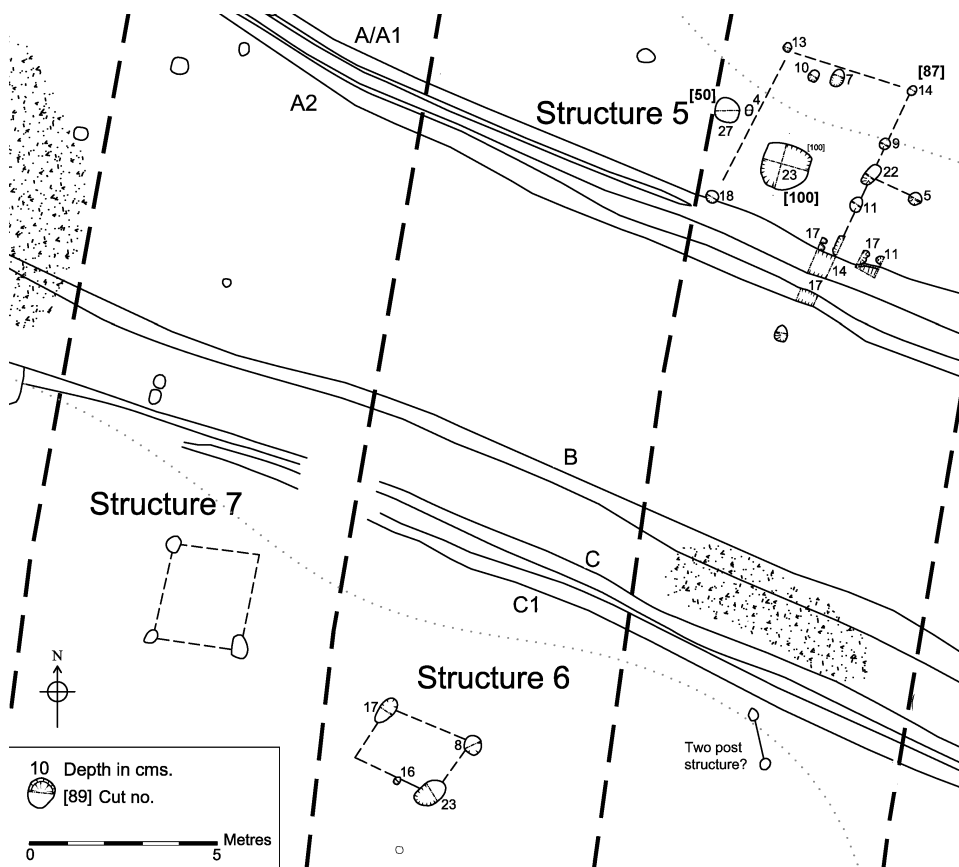 A/A1
A2
Structure 5
[50]
4
27
13
10
7
[87]
14
9
22
5
11
[100]
23
[100]
18
17
17
11
14
17
B
Structure 7
C
C1
N
Structure 6
17
8
16
23
Two post
structure?
10 Depth in cms.
[89] Cut no.
Metres
0 5